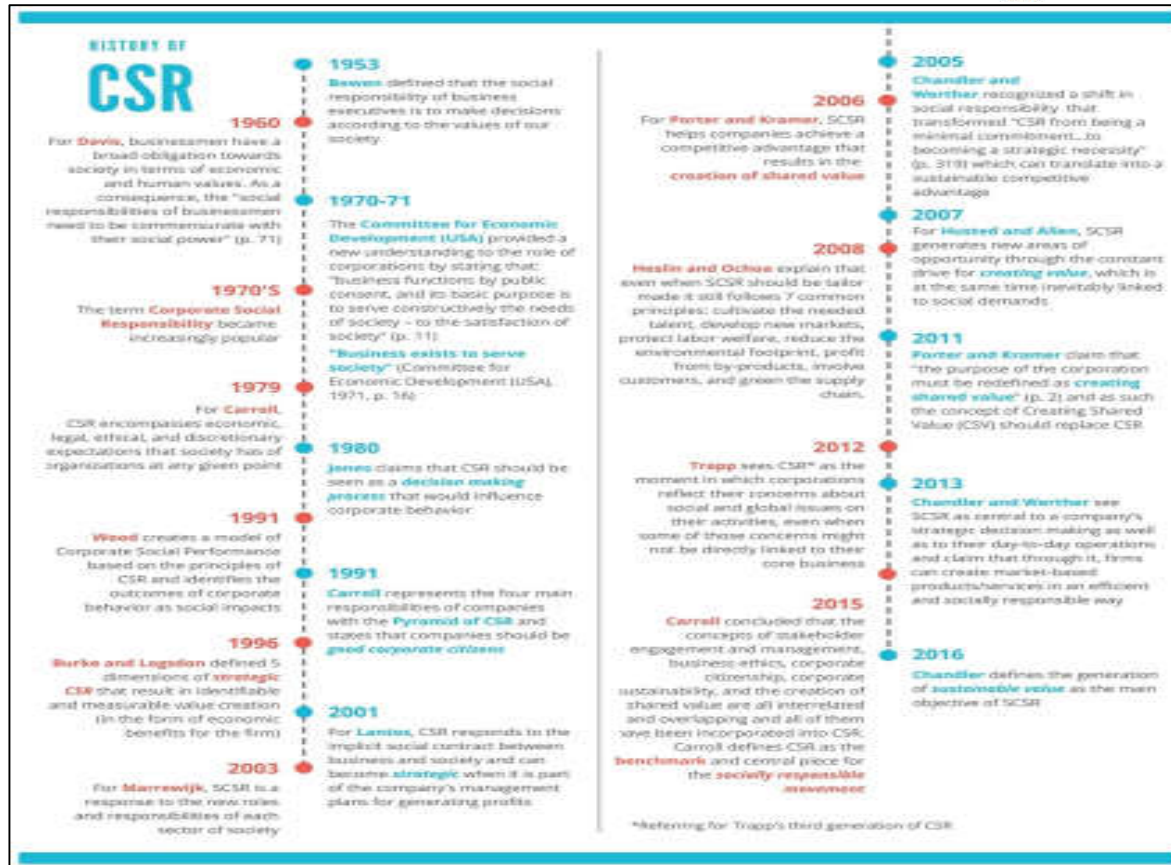 HISTORY OF
CSR
1953
Bowen defined that the social
responsibility of business
executives is to make decisions
according to the values of our
society
1960
For Davis, businessmen have a
broad obligation towards
society in terms of economic
and human values. As a
consequence, the "social
responsibilities of businessmen
need to be commensurate with
their social power" (p. 71)
1970-71
The Committee for Economic
Development (USA) provided a
new understanding to the role of
corporations by stating that:
"business functions by public
consent, and its basic purpose is
to serve constructively the needs
of society – to the satisfaction of
society" (p. 11)
"Business exists to serve
society" (Committee for
Economic Development (USA),
1971, p. 16)
1970'S
The term Corporate Social
Responsibility became
increasingly popular
1979
For Carroll,
CSR encompasses economic,
legal, ethical, and discretionary
expectations that society has of
organizations at any given point
1980
Jones claims that CSR should be
seen as a decision making
process that would influence
corporate behavior
1991
Wood creates a model of
Corporate Social Performance
based on the principles of
CSR and identifies the
outcomes of corporate
behavior as social impacts
1991
Carroll represents the four main
responsibilities of companies
with the Pyramid of CSR and
states that companies should be
good corporate citizens
1996
Burke and Logsdon defined 5
dimensions of strategic
CSR that result in identifiable
and measurable value creation
(in the form of economic
benefits for the firm)
2001
For Lantos, CSR responds to the
implicit social contract between
business and society and can
become strategic when it is part
of the company's management
plans for generating profits
2003
For Marrewijk, SCSR is a
response to the new roles
and responsibilities of each
sector of society
2005
Chandler and
Werther recognized a shift in
social responsibility that
transformed "CSR from being a
minimal commitment...to
becoming a strategic necessity"
(p. 319) which can translate into a
sustainable competitive
advantage
2006
For Porter and Kramer, SCSR
helps companies achieve a
competitive advantage that
results in the
creation of shared value
2007
For Husted and Allen, SCSR
generates new areas of
opportunity through the constant
drive for creating value, which is
at the same time inevitably linked
to social demands
2008
Heslin and Ochoa explain that
even when SCSR should be tailor
made it still follows 7 common
principles: cultivate the needed
talent, develop new markets,
protect labor welfare, reduce the
environmental footprint, profit
from by-products, involve
customers, and green the supply
chain.
2011
Porter and Kramer claim that
"the purpose of the corporation
must be redefined as creating
shared value" (p. 2) and as such
the concept of Creating Shared
Value (CSV) should replace CSR
2012
Trapp sees CSR* as the
moment in which corporations
reflect their concerns about
social and global issues on
their activities, even when
some of those concerns might
not be directly linked to their
core business
2013
Chandler and Werther see
SCSR as central to a company's
strategic decision making as well
as to their day-to-day operations
and claim that through it, firms
can create market-based
products/services in an efficient
and socially responsible way
2015
Carroll concluded that the
concepts of stakeholder
engagement and management,
business ethics, corporate
citizenship, corporate
sustainability, and the creation of
shared value are all interrelated
and overlapping and all of them
have been incorporated into CSR.
Carroll defines CSR as the
benchmark and central piece for
the socially responsible
movement
2016
Chandler defines the generation
of sustainable value as the main
objective of SCSR
*Referring for Trapp's third generation of CSR